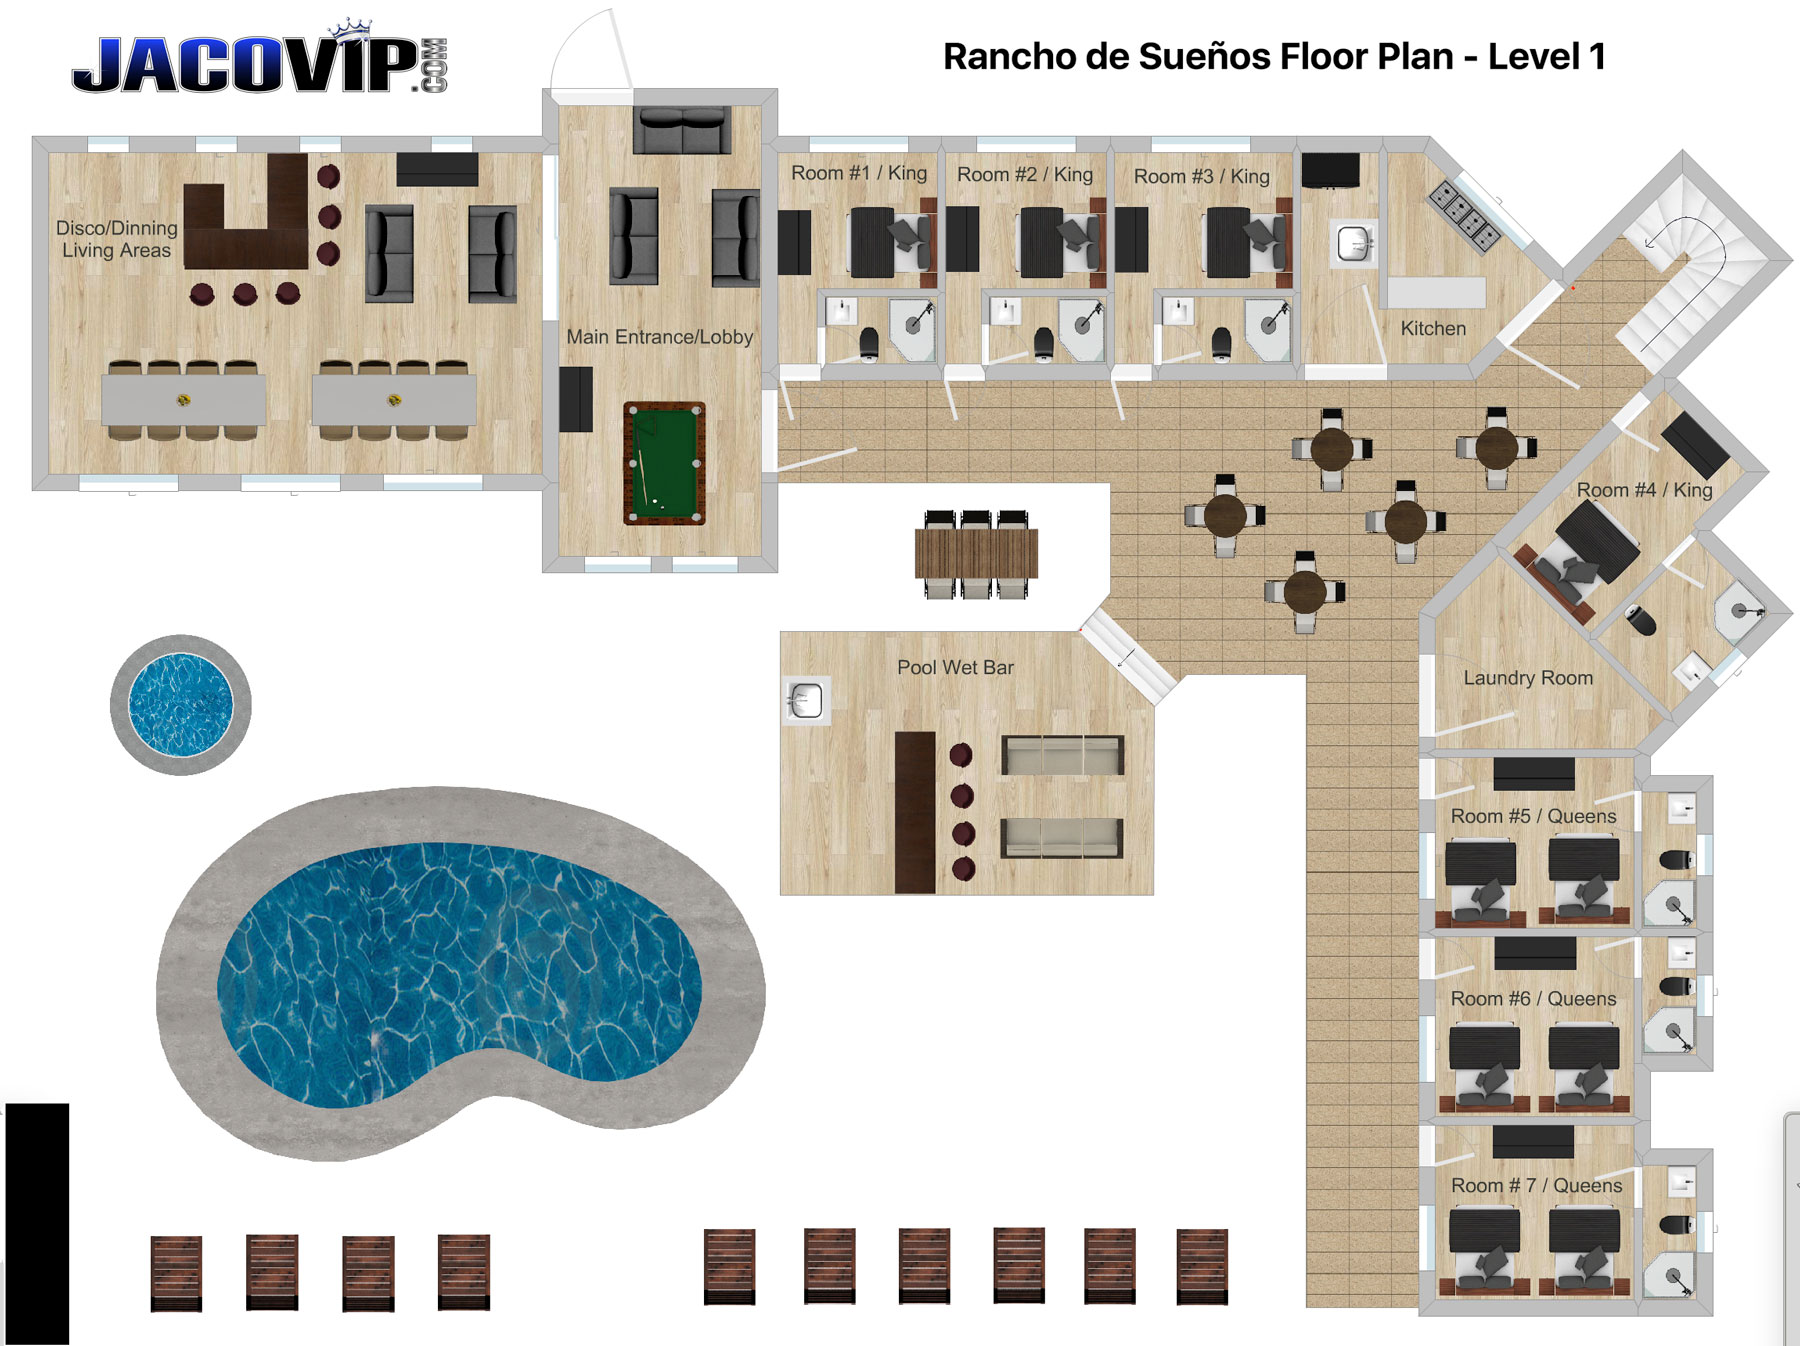 JACOVIP.COM
Rancho de Sueños Floor Plan - Level 1
Room #1 / King
Room #2 / King
Room #3 / King
Disco/Dinning
Living Areas
Main Entrance/Lobby
Kitchen
Room #4 / King
Pool Wet Bar
Laundry Room
Room #5 / Queens
Room #6 / Queens
Room # 7 / Queens